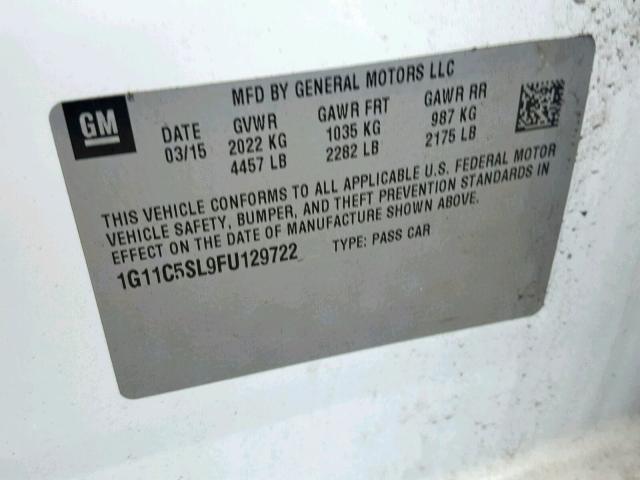 MFD BY GENERAL MOTORS LLC
GM
DATE GVWR GAWR FRT GAWR RR
03/15 2022 KG 1035 KG 987 KG
4457 LB 2282 LB 2175 LB
THIS VEHICLE CONFORMS TO ALL APPLICABLE U.S. FEDERAL MOTOR
VEHICLE SAFETY, BUMPER, AND THEFT PREVENTION STANDARDS IN
EFFECT ON THE DATE OF MANUFACTURE SHOWN ABOVE.
1G11C5SL9FU129722 TYPE: PASS CAR